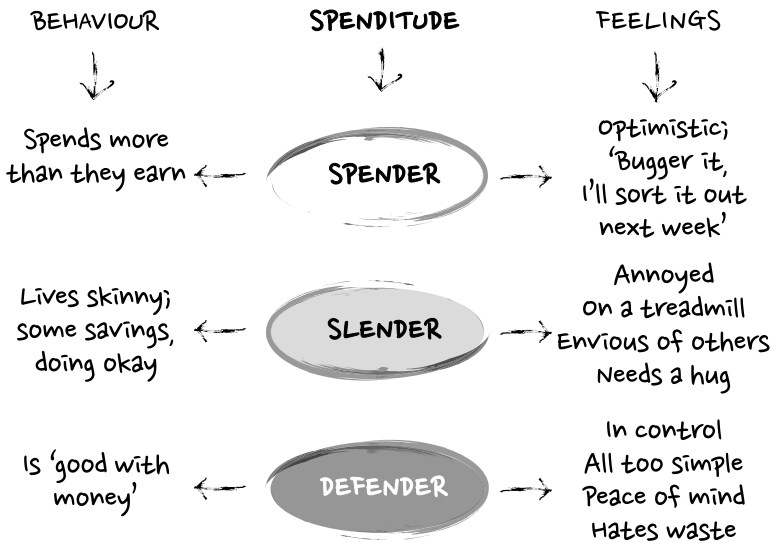 BEHAVIOUR
SPENDITUDE
FEELINGS
Spends more
than they earn
SPENDER
Optimistic;
‘Bugger it,
I’ll sort it out
next week’
Lives skinny;
some savings,
doing okay
SLENDER
Annoyed
On a treadmill
Envious of others
Needs a hug
Is ‘good with
money’
DEFENDER
In control
All too simple
Peace of mind
Hates waste